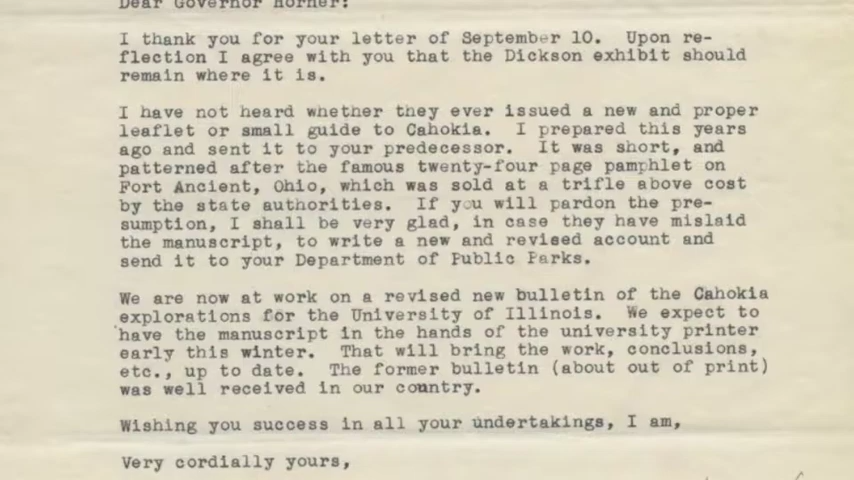 Dear Governor Horner:
I thank you for your letter of September 10. Upon re-
flection I agree with you that the Dickson exhibit should
remain where it is.
I have not heard whether they ever issued a new and proper
leaflet or small guide to Cahokia. I prepared this years
ago and sent it to your predecessor. It was short, and
patterned after the famous twenty-four page pamphlet on
Fort Ancient, Ohio, which was sold at a trifle above cost
by the state authorities. If you will pardon the pre-
sumption, I shall be very glad, in case they have mislaid
the manuscript, to write a new and revised account and
send it to your Department of Public Parks.
We are now at work on a revised new bulletin of the Cahokia
explorations for the University of Illinois. We expect to
have the manuscript in the hands of the university printer
early this winter. That will bring the work, conclusions,
etc., up to date. The former bulletin (about out of print)
was well received in our country.
Wishing you success in all your undertakings, I am,
Very cordially yours,